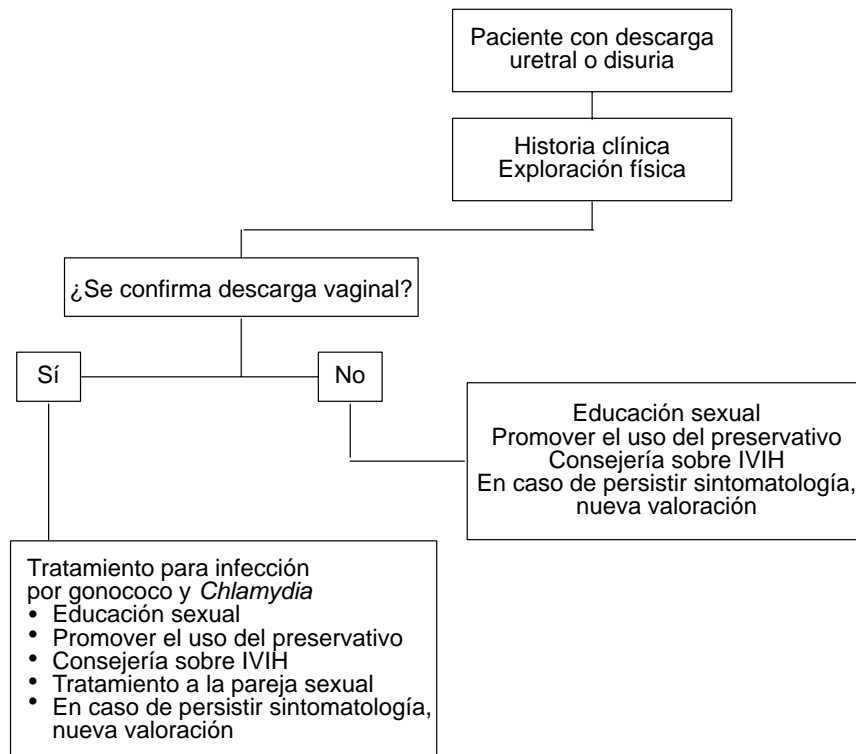 Paciente con descarga
uretral o disuria
Historia clínica
Exploración física
¿Se confirma descarga vaginal?
Sí
No
Educación sexual
Promover el uso del preservativo
Consejería sobre IVIH
En caso de persistir sintomatología,
nueva valoración
Tratamiento para infección
por gonococo y Chlamydia
• Educación sexual
• Promover el uso del preservativo
• Consejería sobre IVIH
• Tratamiento a la pareja sexual
• En caso de persistir sintomatología,
nueva valoración